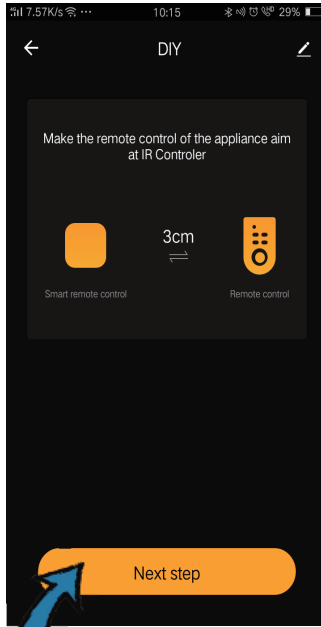 7.57K/s ... 10:15 29%
DIY
Make the remote control of the appliance aim
at IR Controler
3cm
Smart remote control Remote control
Next step